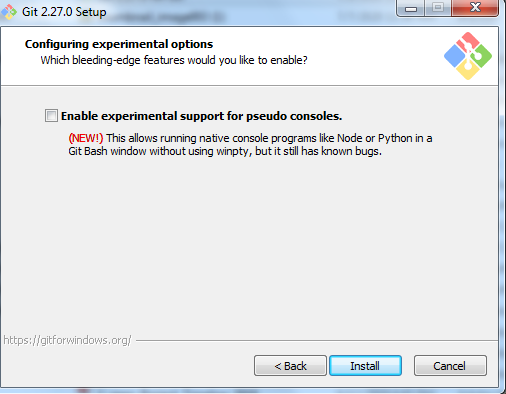 Git 2.27.0 Setup
Configuring experimental options
Which bleeding-edge features would you like to enable?
Enable experimental support for pseudo consoles.
(NEW!) This allows running native console programs like Node or Python in a
Git Bash window without using winpty, but it still has known bugs.
https://gitforwindows.org/
< Back
Install
Cancel